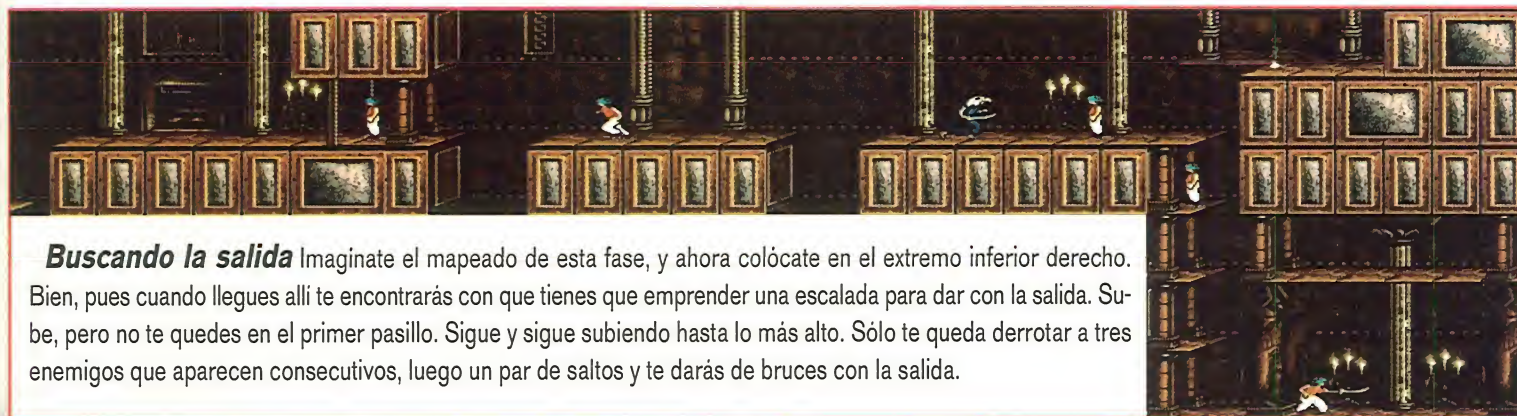 Buscando la salida Imagínate el mapeado de esta fase, y ahora colócate en el extremo inferior derecho.
Bien, pues cuando llegues allí te encontrarás con que tienes que emprender una escalada para dar con la salida. Su-
be, pero no te quedes en el primer pasillo. Sigue y sigue subiendo hasta lo más alto. Sólo te queda derrotar a tres
enemigos que aparecen consecutivos, luego un par de saltos y te darás de bruces con la salida.